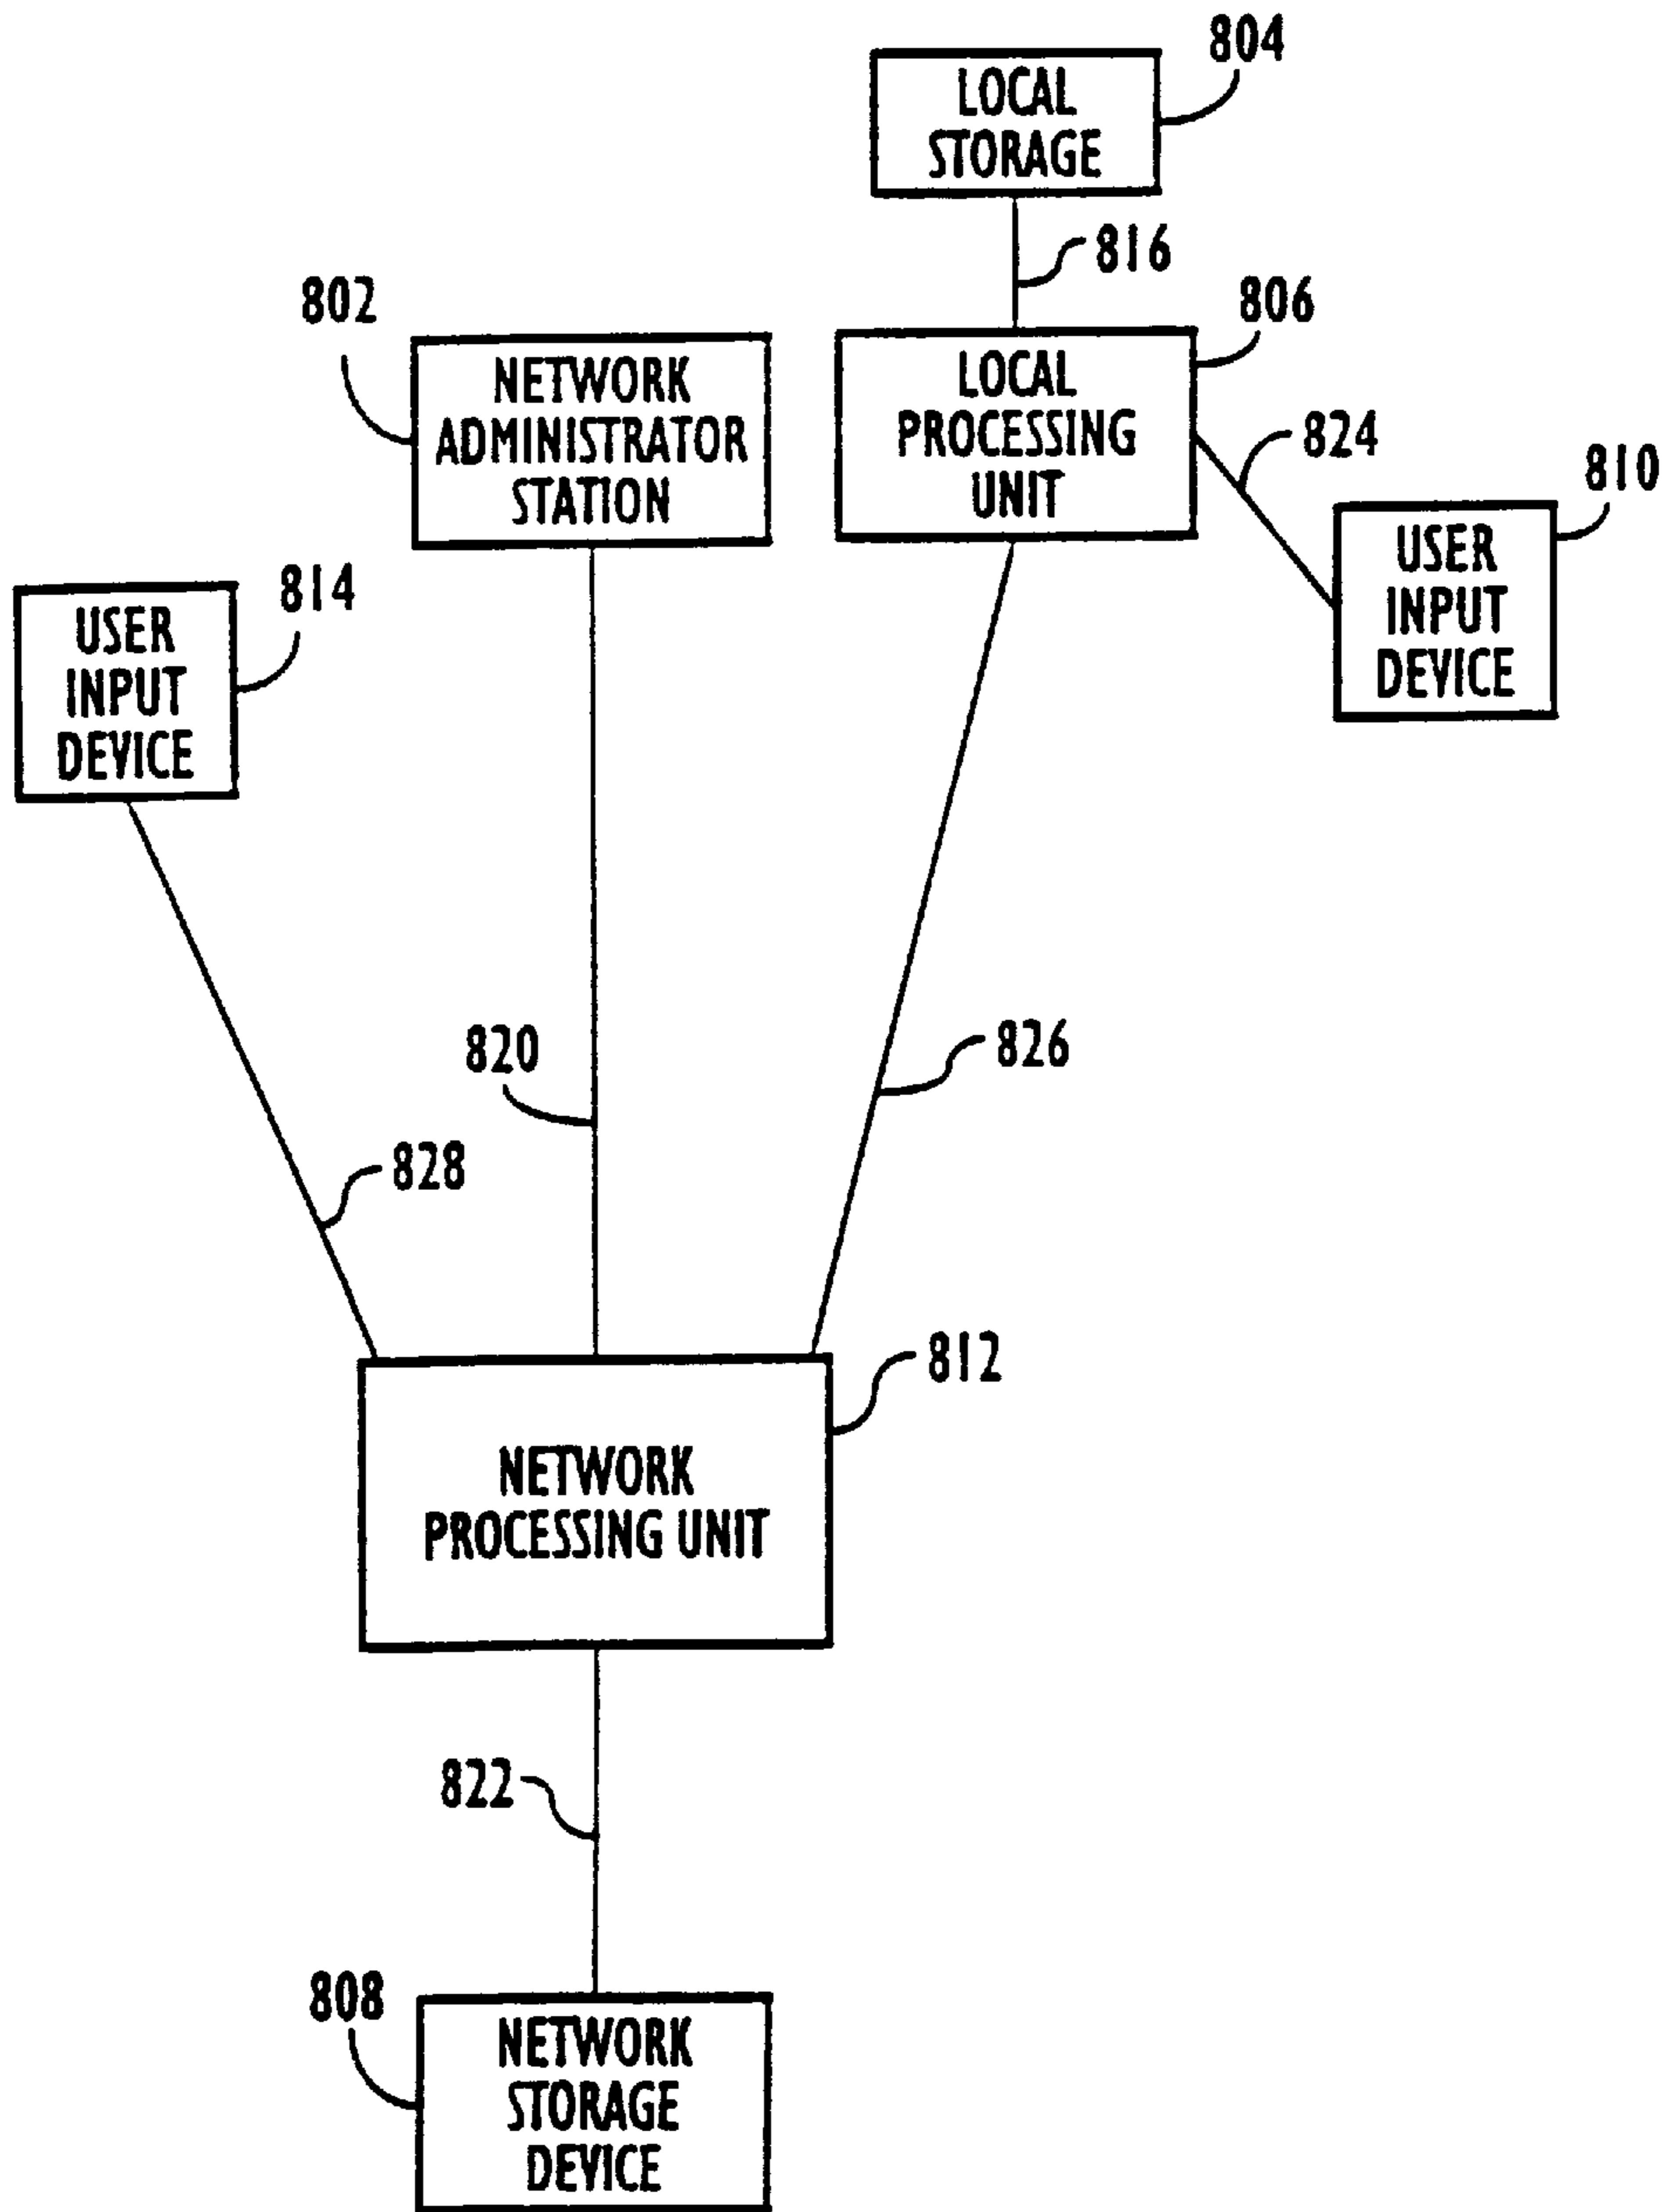 804
LOCAL
STORAGE
816
802
806
NETWORK
ADMINISTRATOR
STATION
LOCAL
PROCESSING
UNIT
824
810
USER
INPUT
DEVICE
814
USER
INPUT
DEVICE
820
826
828
812
NETWORK
PROCESSING UNIT
822
808
NETWORK
STORAGE
DEVICE